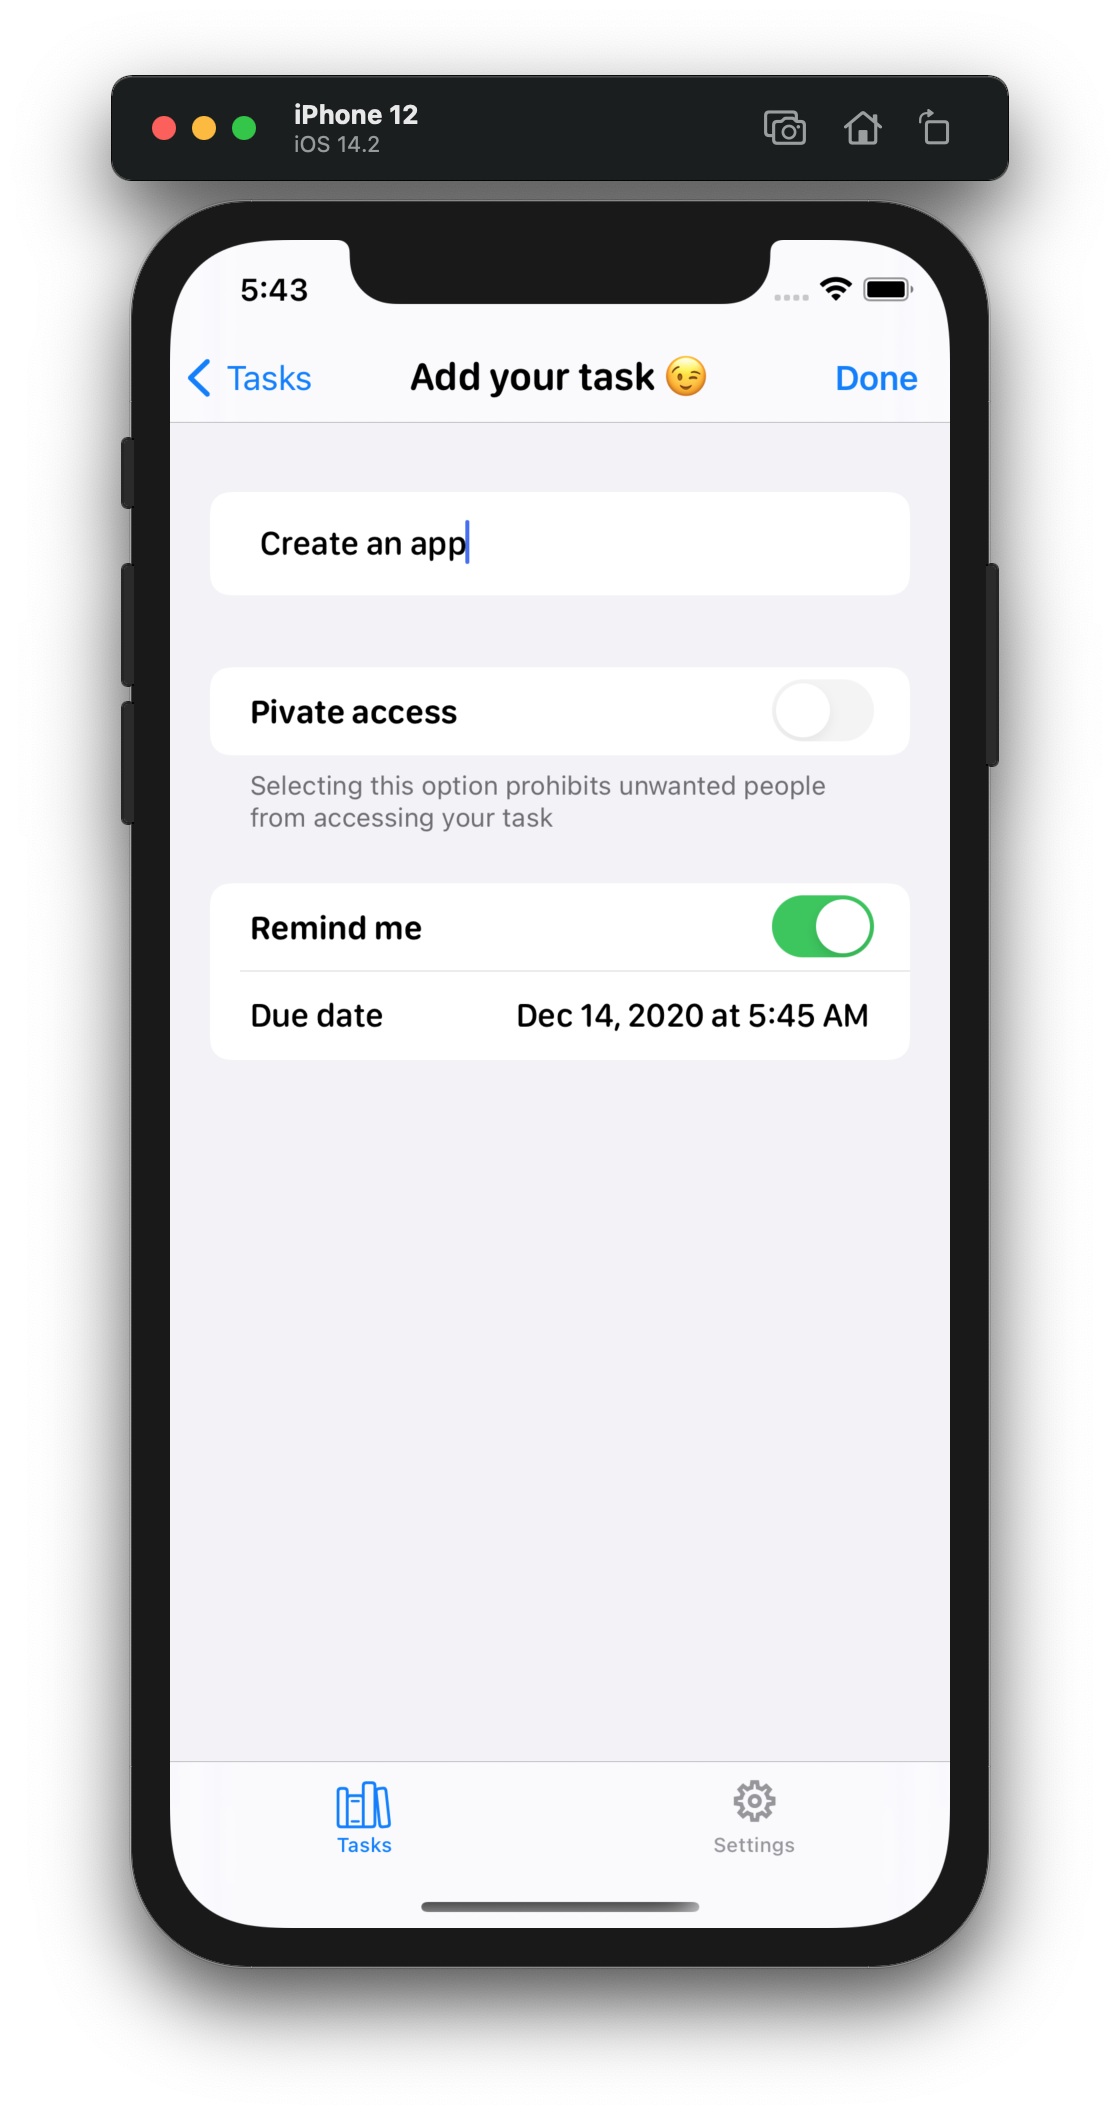 iPhone 12
iOS 14.2
5:43
Tasks
Add your task 😉
Done
Create an app
Pivate access
Selecting this option prohibits unwanted people
from accessing your task
Remind me
Due date Dec 14, 2020 at 5:45 AM
Tasks
Settings